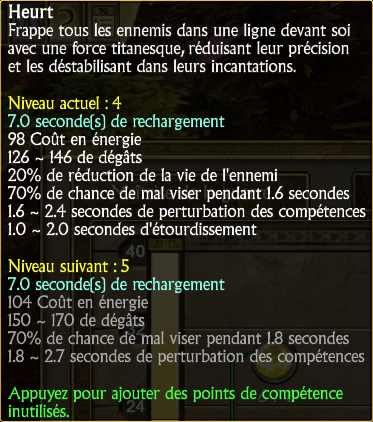 Heurt
Frappe tous les ennemis dans une ligne devant soi
avec une force titanesque, réduisant leur précision
et les déstabilisant dans leurs incantations.
Niveau actuel : 4
7.0 seconde(s) de rechargement
98 Coût en énergie
126 ~ 146 de dégâts
20% de réduction de la vie de l'ennemi
70% de chance de mal viser pendant 1.6 secondes
1.6 ~ 2.4 secondes de perturbation des compétences
1.0 ~ 2.0 secondes d'étourdissement
40
Niveau suivant : 5
7.0 seconde(s) de rechargement
104 Coût en énergie
150 ~ 170 de dégâts
70% de chance de mal viser pendant 1.8 secondes
1.8 ~ 2.7 secondes de perturbation des compétences
Appuyez pour ajouter des points de compétence
inutilisés.
24